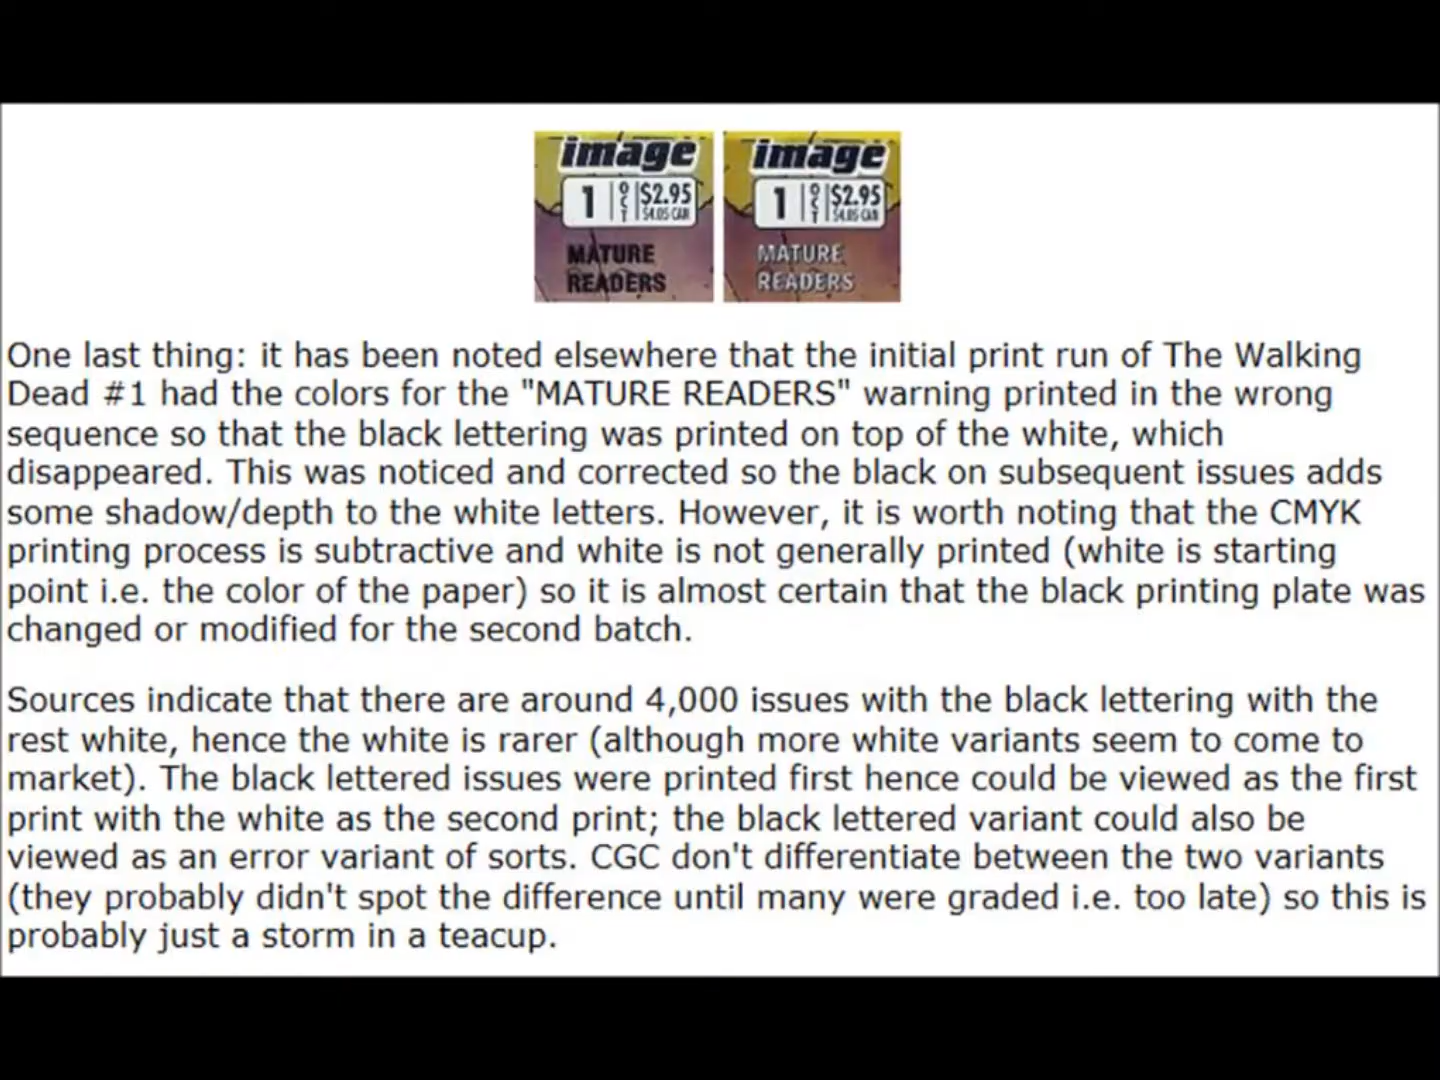 image image
1 OCT $2.95 $4.05 CAN 1 OCT $2.95 $4.05 CAN
MATURE MATURE
READERS READERS
One last thing: it has been noted elsewhere that the initial print run of The Walking
Dead #1 had the colors for the "MATURE READERS" warning printed in the wrong
sequence so that the black lettering was printed on top of the white, which
disappeared. This was noticed and corrected so the black on subsequent issues adds
some shadow/depth to the white letters. However, it is worth noting that the CMYK
printing process is subtractive and white is not generally printed (white is starting
point i.e. the color of the paper) so it is almost certain that the black printing plate was
changed or modified for the second batch.
Sources indicate that there are around 4,000 issues with the black lettering with the
rest white, hence the white is rarer (although more white variants seem to come to
market). The black lettered issues were printed first hence could be viewed as the first
print with the white as the second print; the black lettered variant could also be
viewed as an error variant of sorts. CGC don't differentiate between the two variants
(they probably didn't spot the difference until many were graded i.e. too late) so this is
probably just a storm in a teacup.